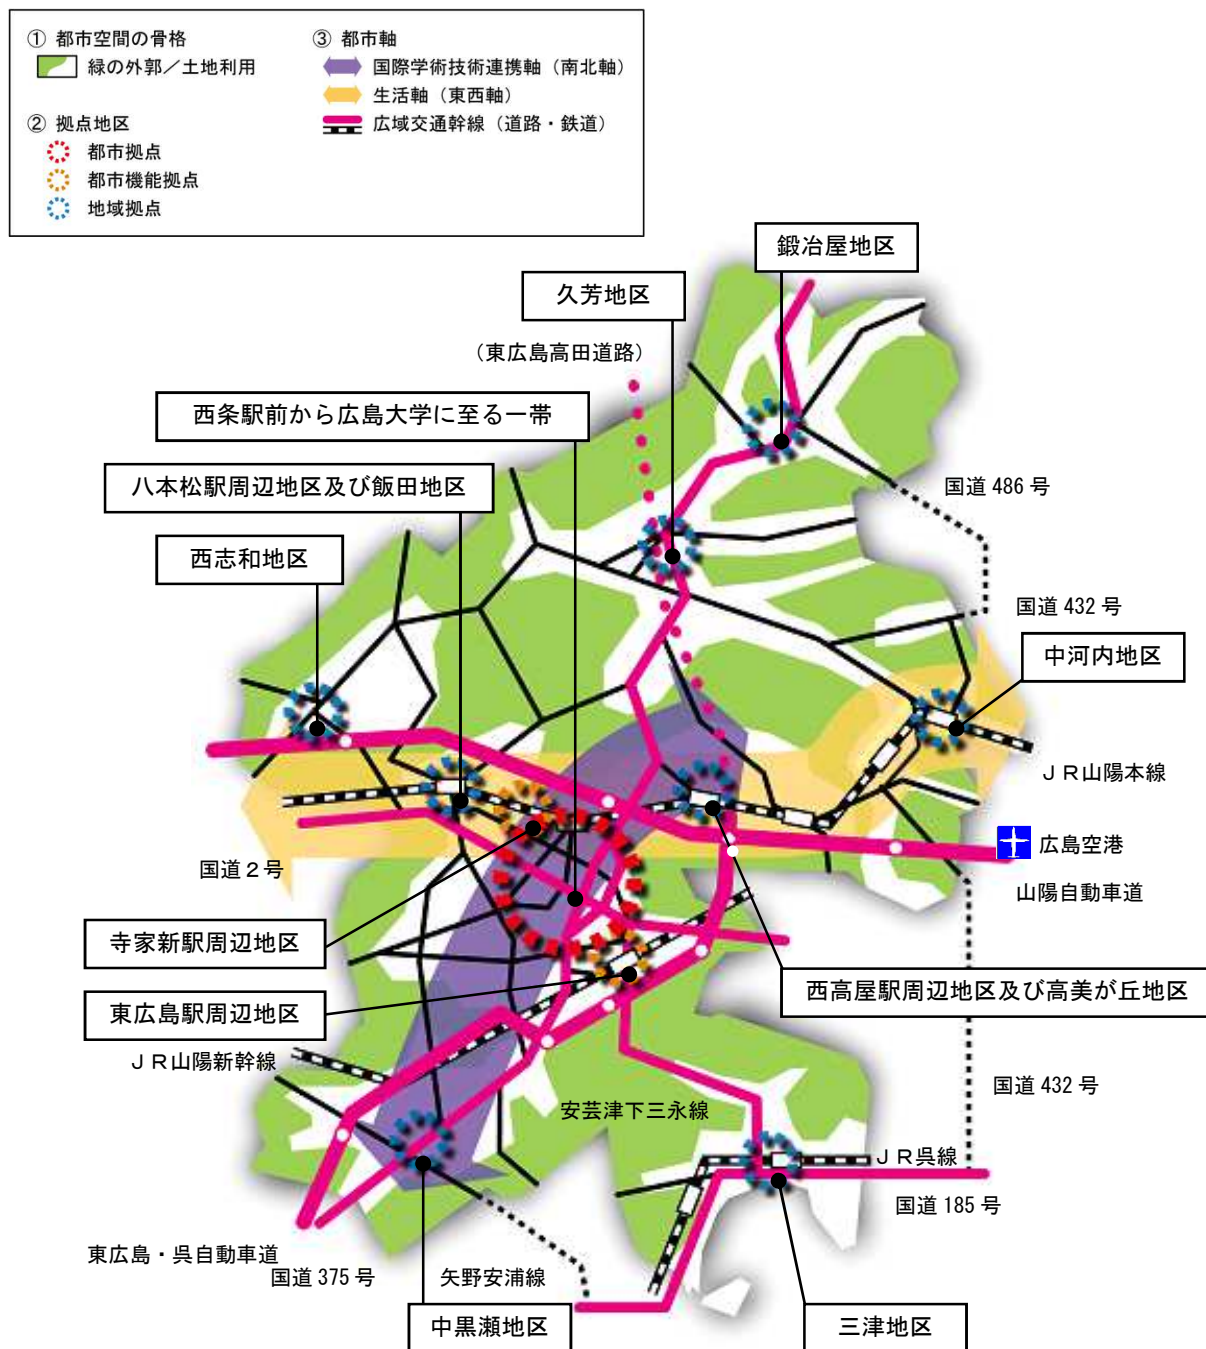 ① 都市空間の骨格
緑の外郭／土地利用
② 拠点地区
都市拠点
都市機能拠点
地域拠点
③ 都市軸
国際学術技術連携軸（南北軸）
生活軸（東西軸）
広域交通幹線（道路・鉄道）
鍛冶屋地区
久芳地区
（東広島高田道路）
西条駅前から広島大学に至る一帯
八本松駅周辺地区及び飯田地区
国道 486 号
西志和地区
国道 432 号
中河内地区
ＪＲ山陽本線
広島空港
国道２号
山陽自動車道
寺家新駅周辺地区
西高屋駅周辺地区及び高美が丘地区
東広島駅周辺地区
ＪＲ山陽新幹線
国道 432 号
安芸津下三永線
ＪＲ呉線
国道 185 号
東広島・呉自動車道
国道 375 号
矢野安浦線
中黒瀬地区
三津地区